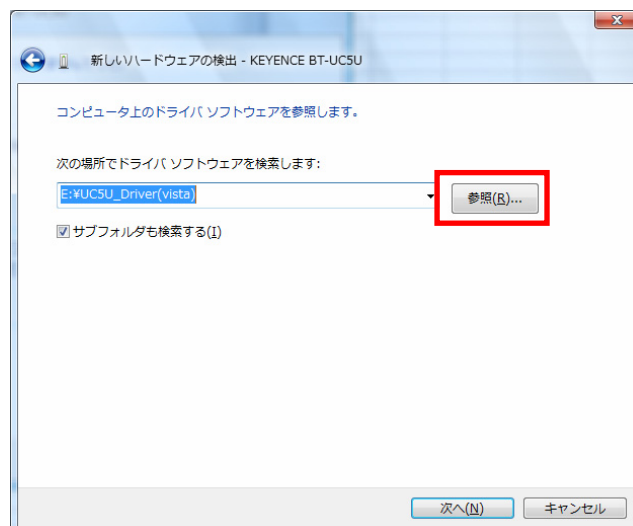 新しいハードウェアの検出 - KEYENCE BT-UC5U
コンピュータ上のドライバ ソフトウェアを参照します。
次の場所でドライバ ソフトウェアを検索します:
E:¥UC5U_Driver(vista)
参照(R)...
サブフォルダも検索する(I)
次へ(N)
キャンセル